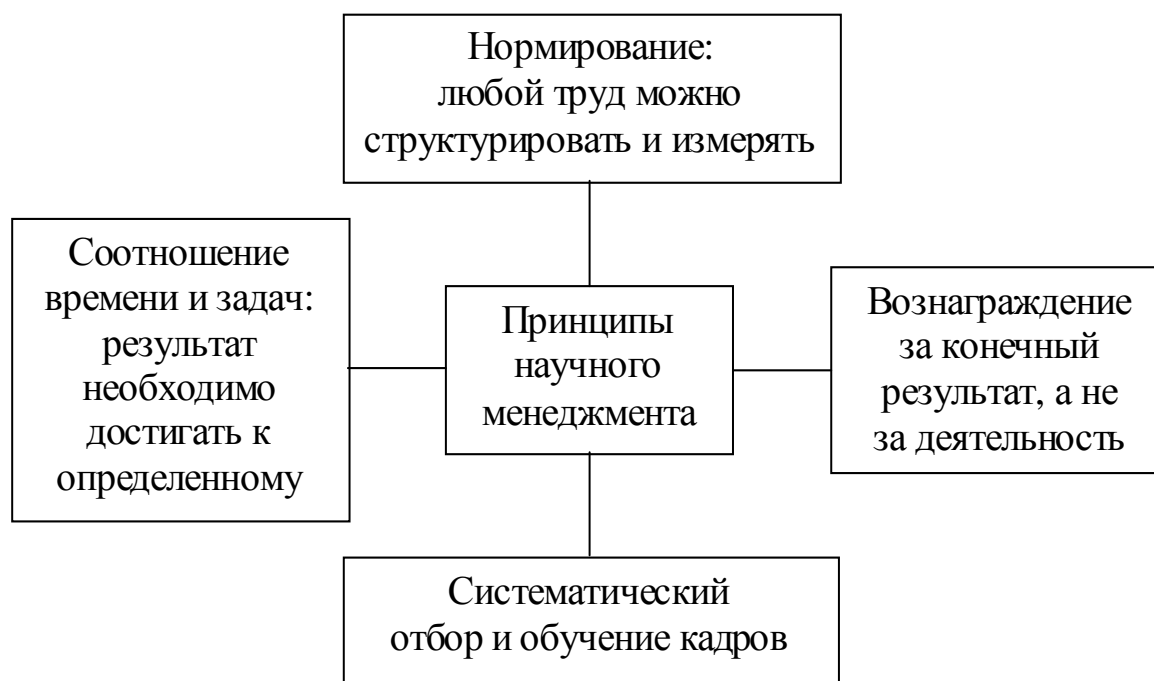 Нормирование:
любой труд можно
структурировать и измерять
Соотношение
времени и задач:
результат
необходимо
достигать к
определенному
Принципы
научного
менеджмента
Вознаграждение
за конечный
результат, а не
за деятельность
Систематический
отбор и обучение кадров